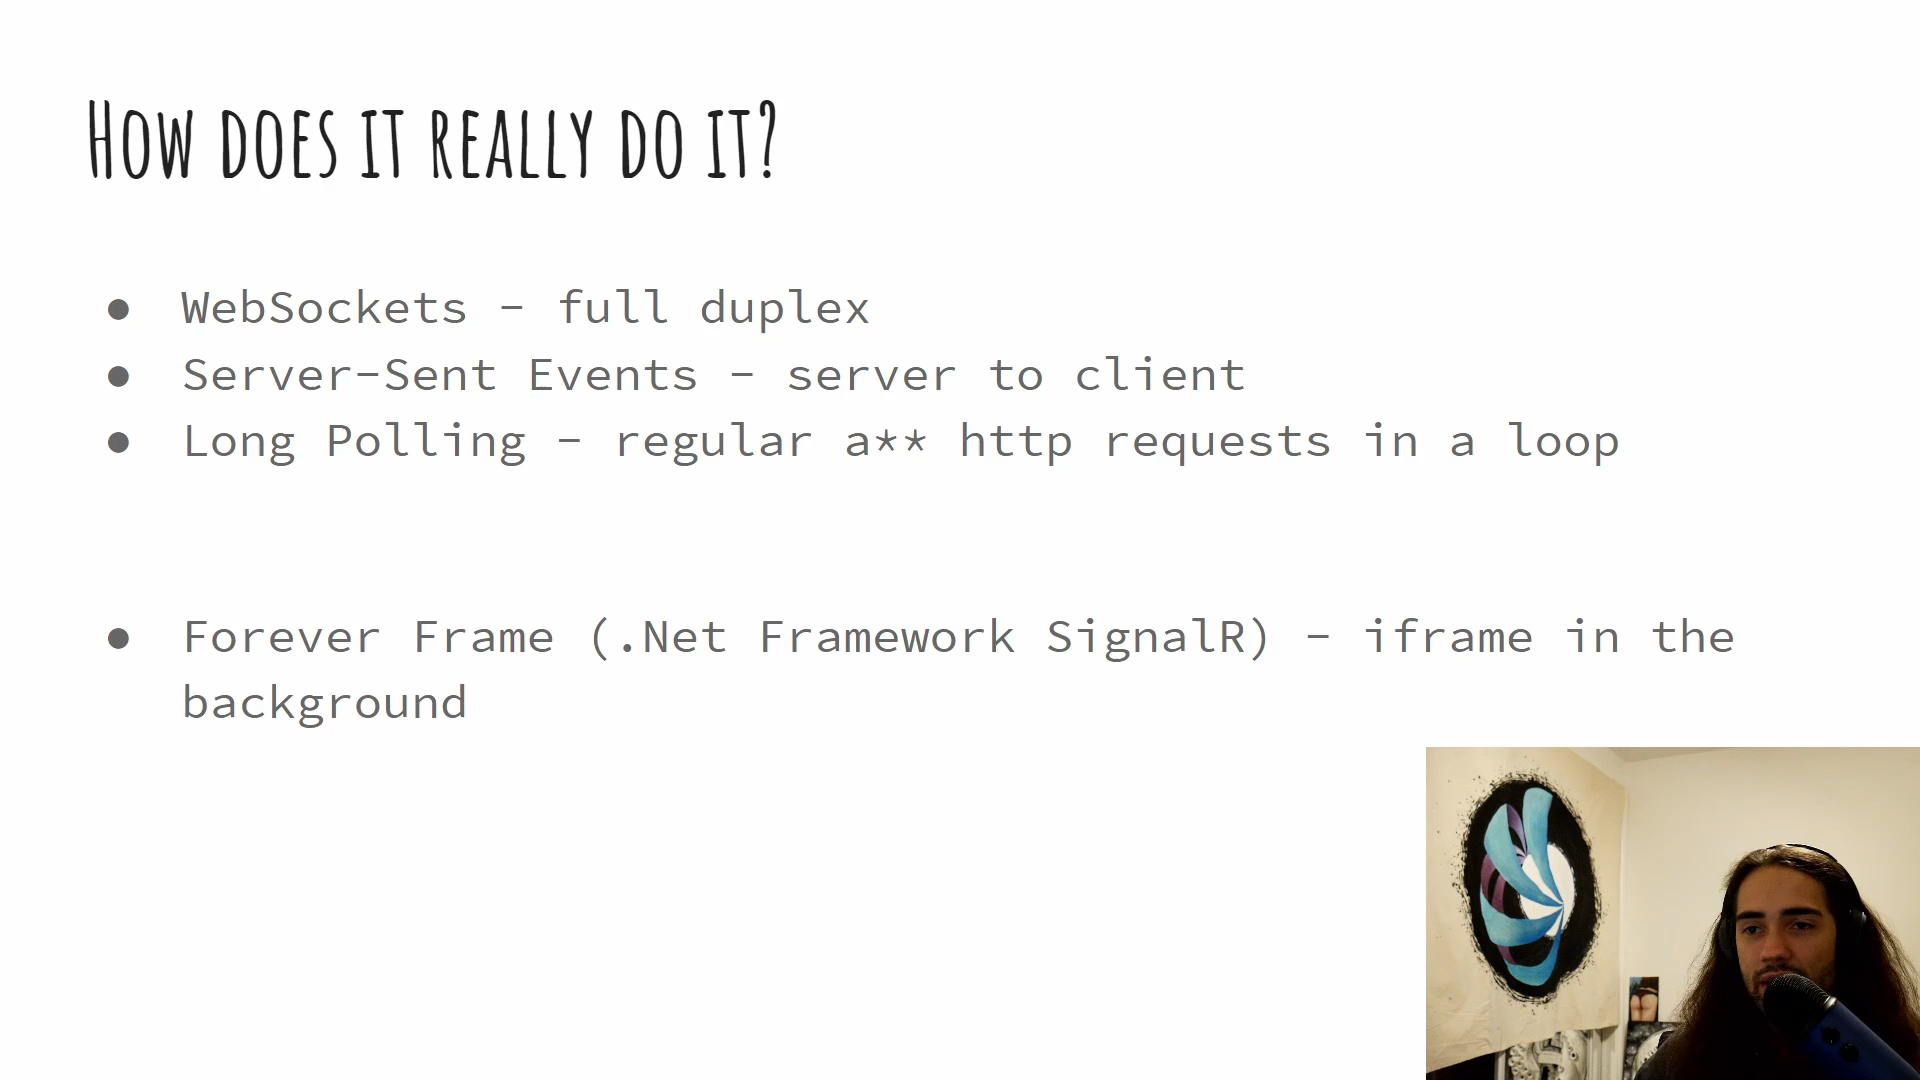 How does it really do it?
● WebSockets - full duplex
● Server-Sent Events - server to client
● Long Polling - regular a** http requests in a loop
● Forever Frame (.Net Framework SignalR) - iframe in the
background